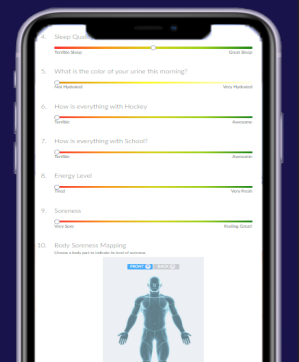 4. Sleep Quality
Terrible Sleep Great Sleep
5. What is the color of your urine this morning?
Not Hydrated Very Hydrated
6. How is everything with Hockey
Terrible Awesome
7. How is everything with School?
Terrible Awesome
8. Energy Level
Tired Very Fresh
9. Soreness
Very Sore Feeling Great!
10. Body Soreness Mapping
Choose a body part to indicate its level of soreness
FRONT BACK